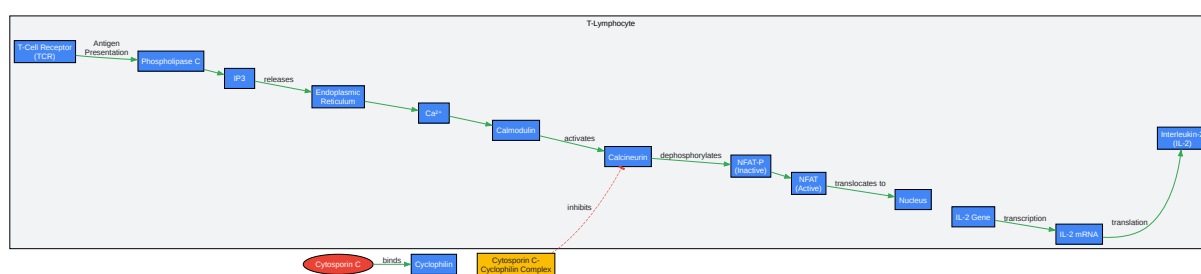 T-Lymphocyte
T-Cell Receptor
(TCR)
Antigen
Presentation
Phospholipase C
IP3
releases
Endoplasmic
Reticulum
Ca²⁺
Calmodulin
activates
Calcineurin
dephosphorylates
NFAT-P
(Inactive)
NFAT
(Active)
translocates to
Nucleus
IL-2 Gene
transcription
IL-2 mRNA
translation
Interleukin-2
(IL-2)
inhibits
Cytosporin C
binds
Cyclophilin
Cytosporin C-
Cyclophilin Complex